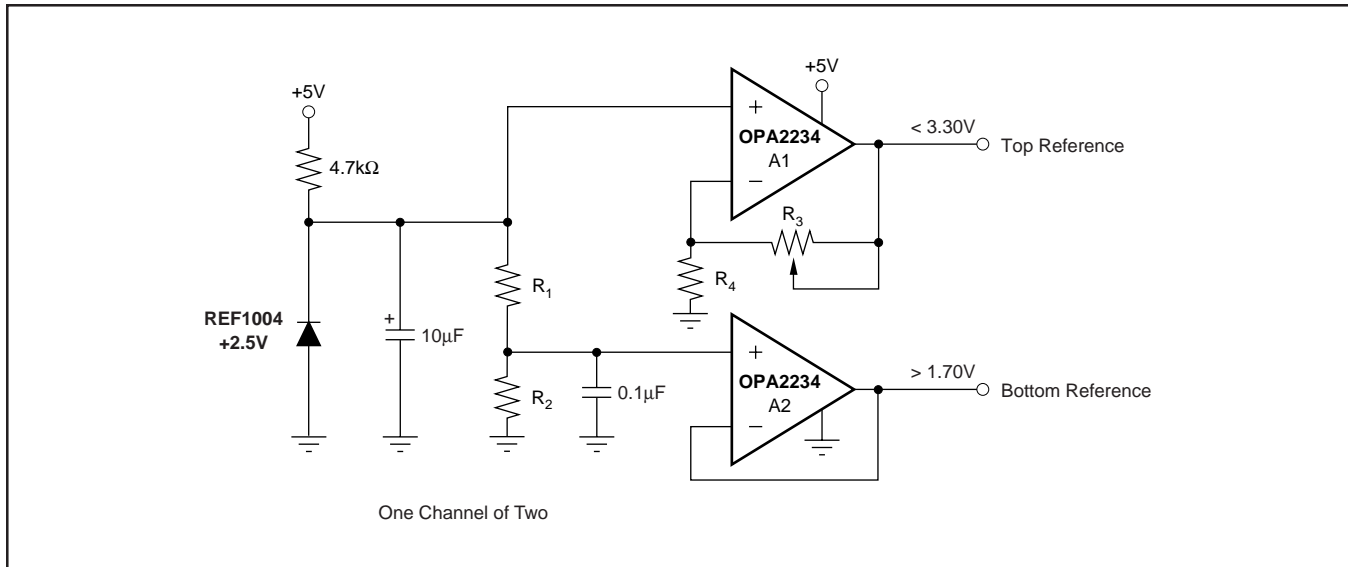 +5V
4.7kΩ
REF1004
+2.5V
+
10µF
R1
R2
0.1µF
+5V
+
OPA2234
A1
–
R3
R4
< 3.30V
Top Reference
+
OPA2234
A2
–
> 1.70V
Bottom Reference
One Channel of Two